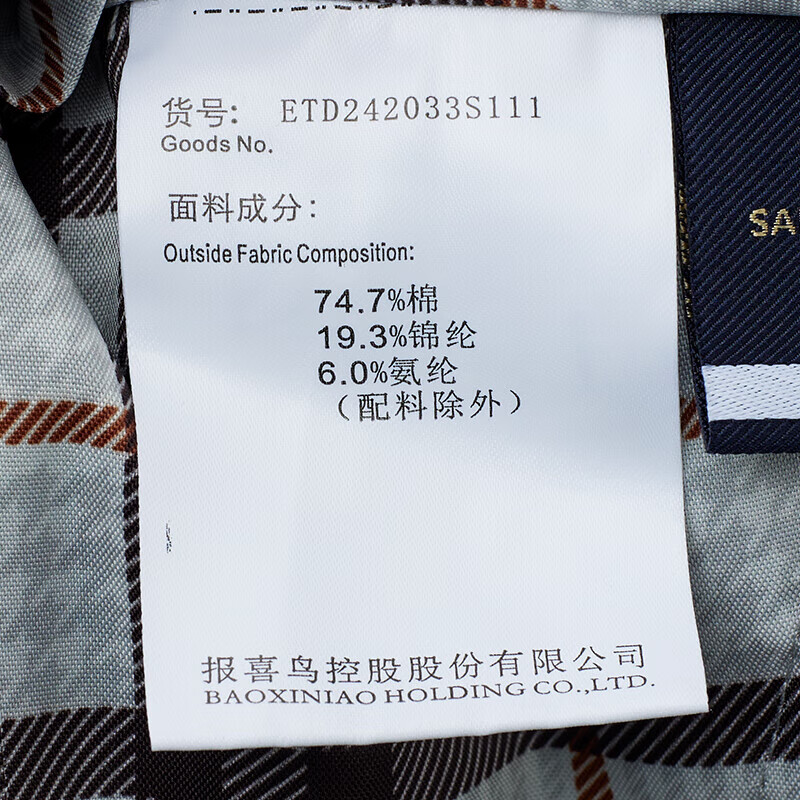 货号: ETD242033S111
Goods No.
面料成分:
Outside Fabric Composition:
74.7%棉
19.3%锦纶
6.0%氨纶
（配料除外）
报喜鸟控股股份有限公司
BAOXINIAO HOLDING CO.,LTD.
SA